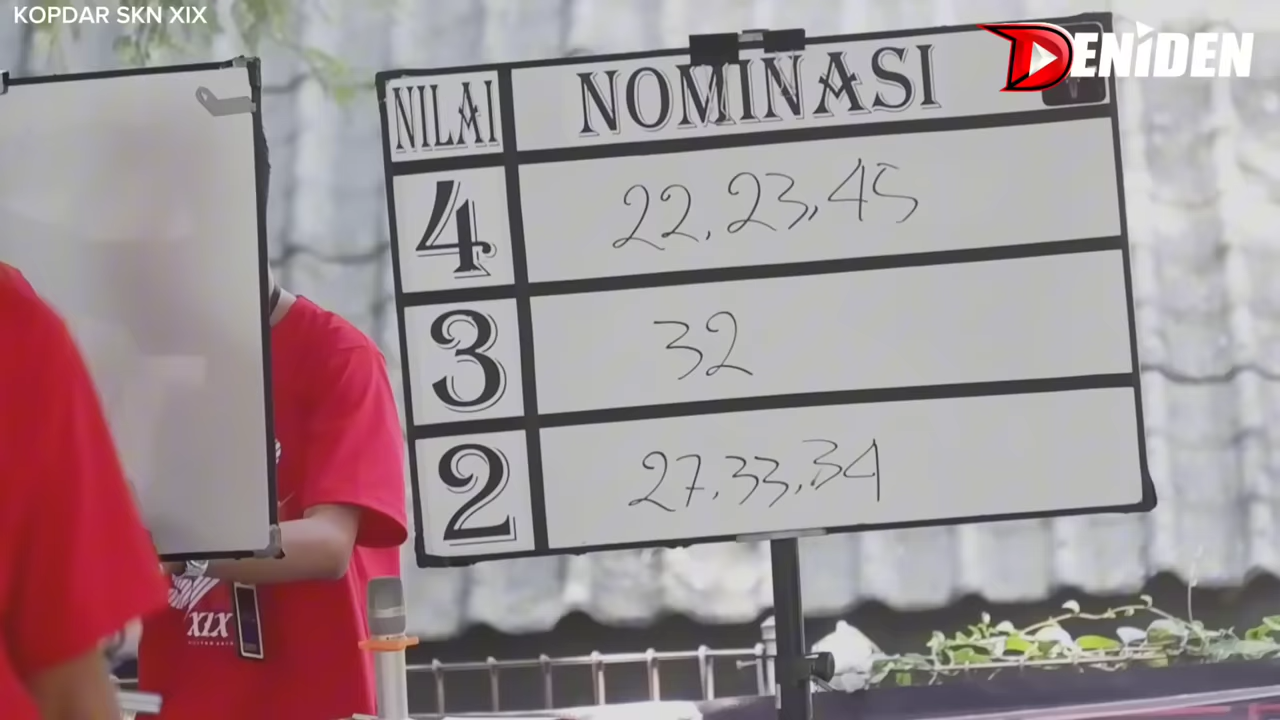 KOPDAR SKN XIX
DENIDEN
NILAI NOMINASI
4 22, 23, 45
3 32
2 27, 33, 34
XIX